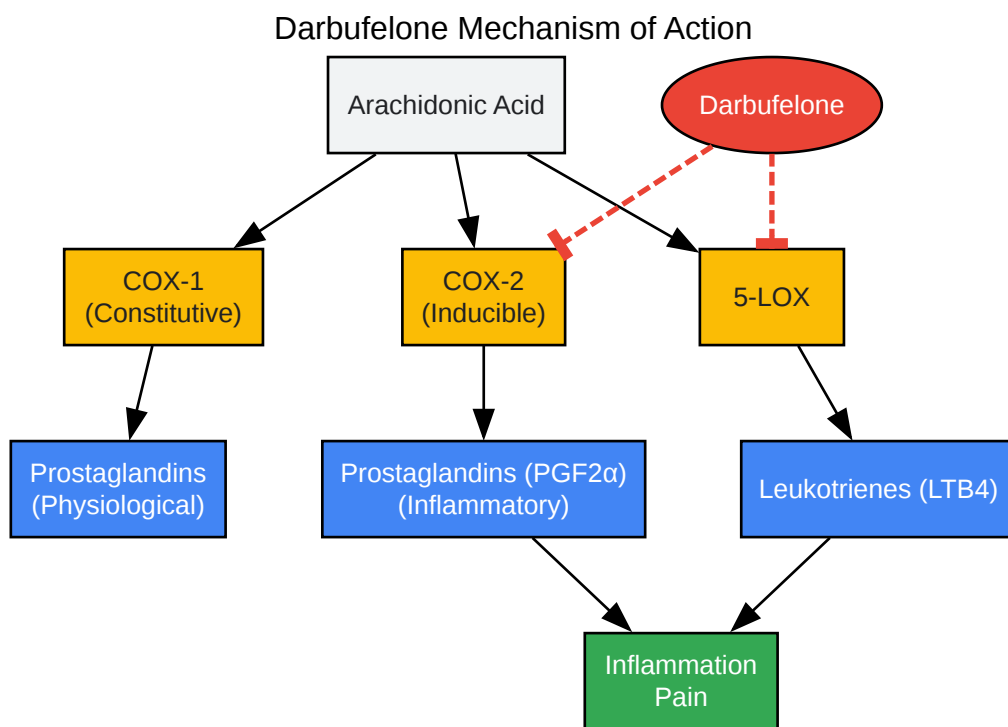 Darbufelone Mechanism of Action
Arachidonic Acid
Darbufelone
COX-1
(Constitutive)
COX-2
(Inducible)
5-LOX
Prostaglandins
(Physiological)
Prostaglandins (PGF2α)
(Inflammatory)
Leukotrienes (LTB4)
Inflammation
Pain